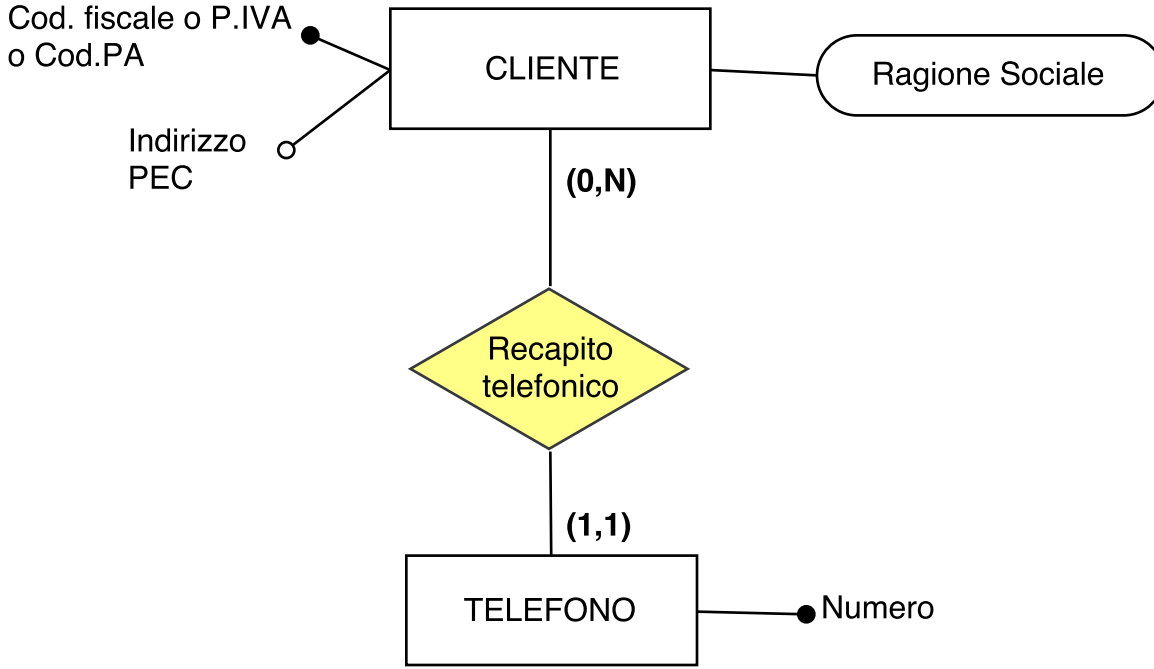 Cod. fiscale o P.IVA
o Cod.PA
CLIENTE
Ragione Sociale
Indirizzo
PEC
(0,N)
Recapito
telefonico
(1,1)
TELEFONO
Numero